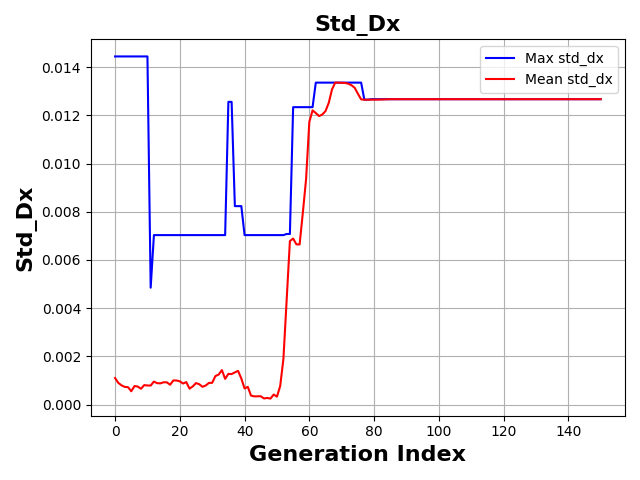 Std_Dx
Max std_dx
Mean std_dx
0.014
0.012
0.010
0.008
0.006
0.004
0.002
0.000
Std_Dx
0 20 40 60 80 100 120 140
Generation Index